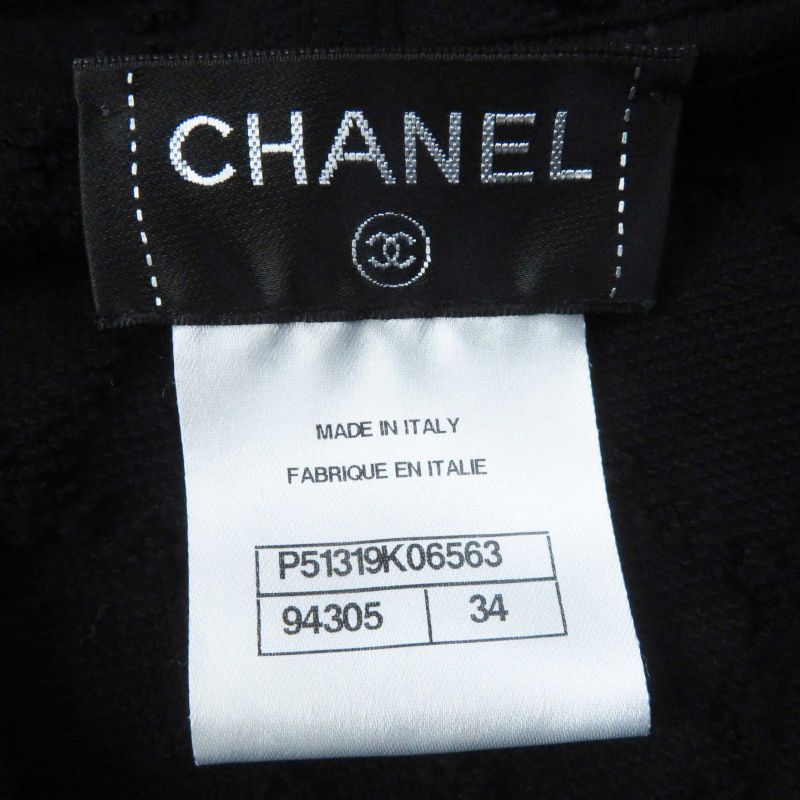 CHANEL
MADE IN ITALY
FABRIQUE EN ITALIE
P51319K06563
94305 34